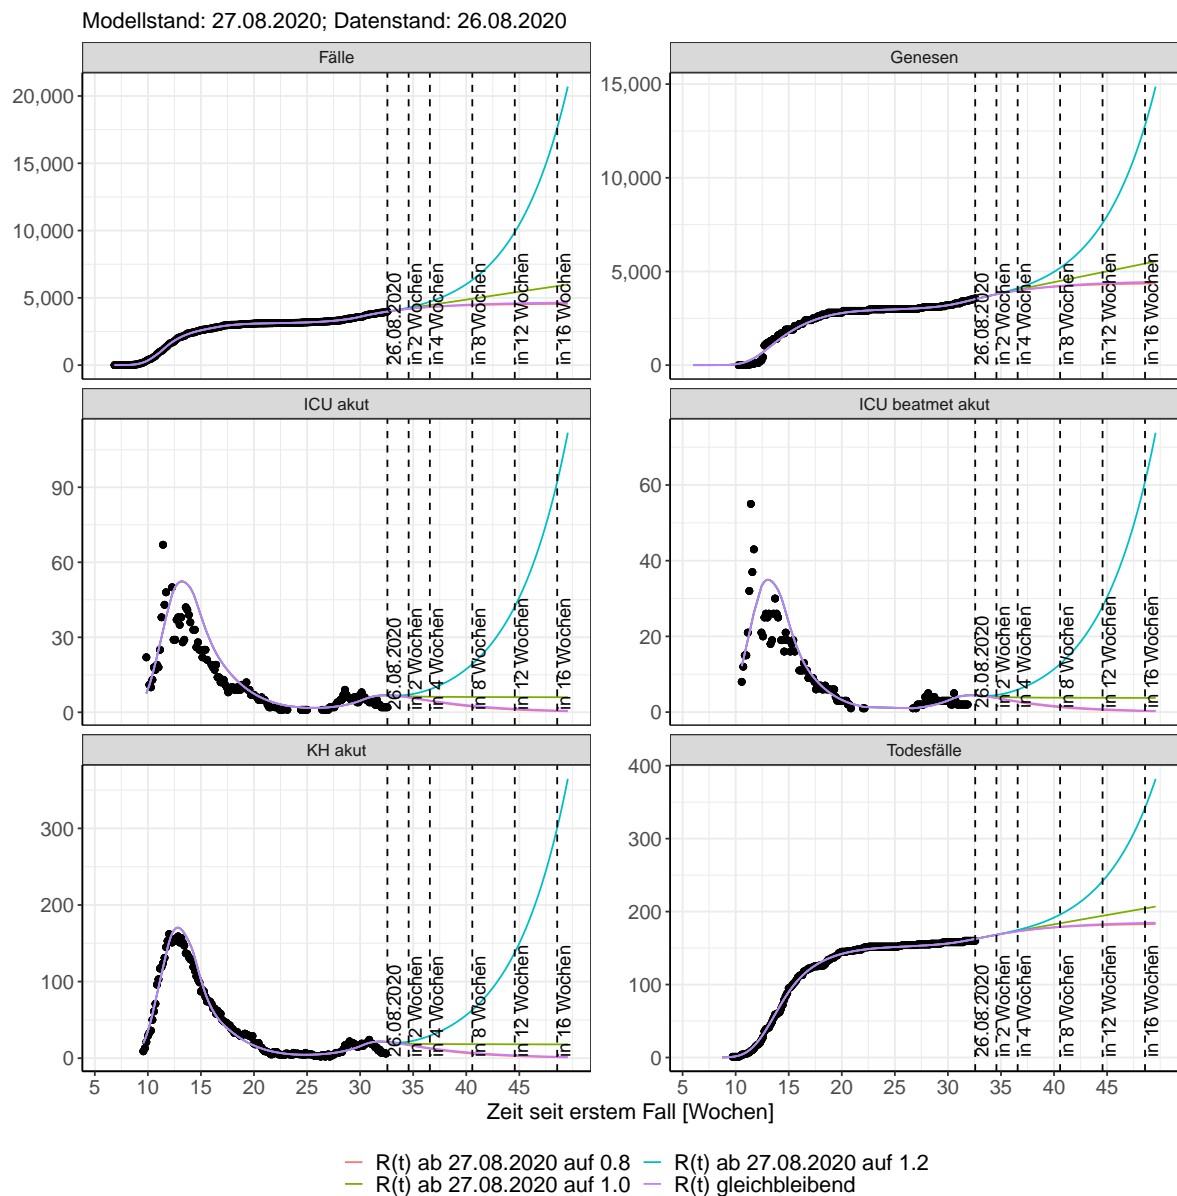 Modellstand: 27.08.2020; Datenstand: 26.08.2020
Fälle
Genesen
20,000
15,000
10,000
5,000
0
26.08.2020
in 2 Wochen
in 4 Wochen
in 8 Wochen
in 12 Wochen
in 16 Wochen
15,000
10,000
5,000
0
26.08.2020
in 2 Wochen
in 4 Wochen
in 8 Wochen
in 12 Wochen
in 16 Wochen
ICU akut
ICU beatmet akut
90
60
30
0
26.08.2020
in 2 Wochen
in 4 Wochen
in 8 Wochen
in 12 Wochen
in 16 Wochen
60
40
20
0
26.08.2020
in 2 Wochen
in 4 Wochen
in 8 Wochen
in 12 Wochen
in 16 Wochen
KH akut
Todesfälle
300
200
100
0
26.08.2020
in 2 Wochen
in 4 Wochen
in 8 Wochen
in 12 Wochen
in 16 Wochen
400
300
200
100
0
26.08.2020
in 2 Wochen
in 4 Wochen
in 8 Wochen
in 12 Wochen
in 16 Wochen
5 10 15 20 25 30 35 40 45
5 10 15 20 25 30 35 40 45
Zeit seit erstem Fall [Wochen]
R(t) ab 27.08.2020 auf 0.8
R(t) ab 27.08.2020 auf 1.2
R(t) ab 27.08.2020 auf 1.0
R(t) gleichbleibend